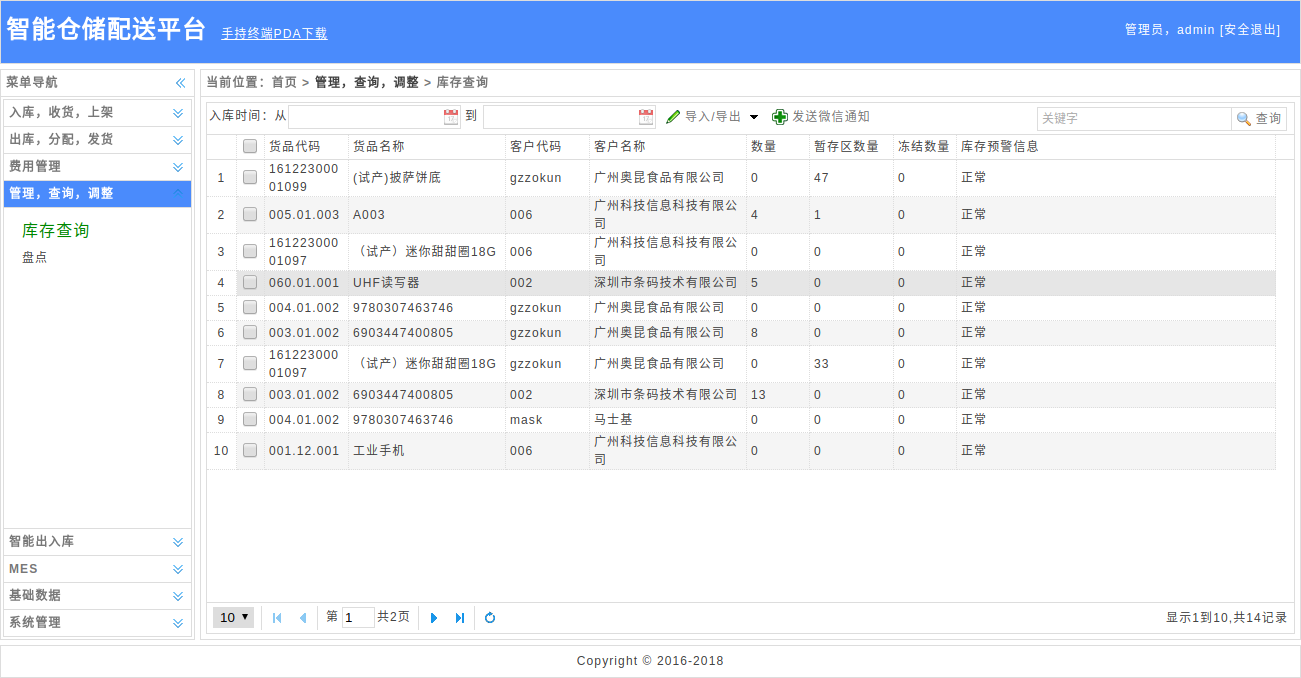 智能仓储配送平台 手持终端PDA下载 管理员，admin [安全退出]
菜单导航
当前位置：首页 > 管理，查询，调整 > 库存查询
入库，收货，上架
出库，分配，发货
费用管理
管理，查询，调整
库存查询
盘点
智能出入库
MES
基础数据
系统管理
入库时间：从 到 导入/导出 发送微信通知 关键字 查询
货品代码 货品名称 客户代码 客户名称 数量 暂存区数量 冻结数量 库存预警信息
1 161223000 (试产)披萨饼底 gzzokun 广州奥昆食品有限公司 0 47 0 正常
01099
2 005.01.003 A003 006 广州科技信息科技有限公 4 1 0 正常
司
3 161223000 （试产）迷你甜甜圈18G 006 广州科技信息科技有限公 0 0 0 正常
01097 司
4 060.01.001 UHF读写器 002 深圳市条码技术有限公司 5 0 0 正常
5 004.01.002 9780307463746 gzzokun 广州奥昆食品有限公司 0 0 0 正常
6 003.01.002 6903447400805 gzzokun 广州奥昆食品有限公司 8 0 0 正常
7 161223000 （试产）迷你甜甜圈18G gzzokun 广州奥昆食品有限公司 0 33 0 正常
01097
8 003.01.002 6903447400805 002 深圳市条码技术有限公司 13 0 0 正常
9 004.01.002 9780307463746 mask 马士基 0 0 0 正常
10 001.12.001 工业手机 006 广州科技信息科技有限公 0 0 0 正常
司
10 第 1 共2页 显示1到10,共14记录
Copyright © 2016-2018